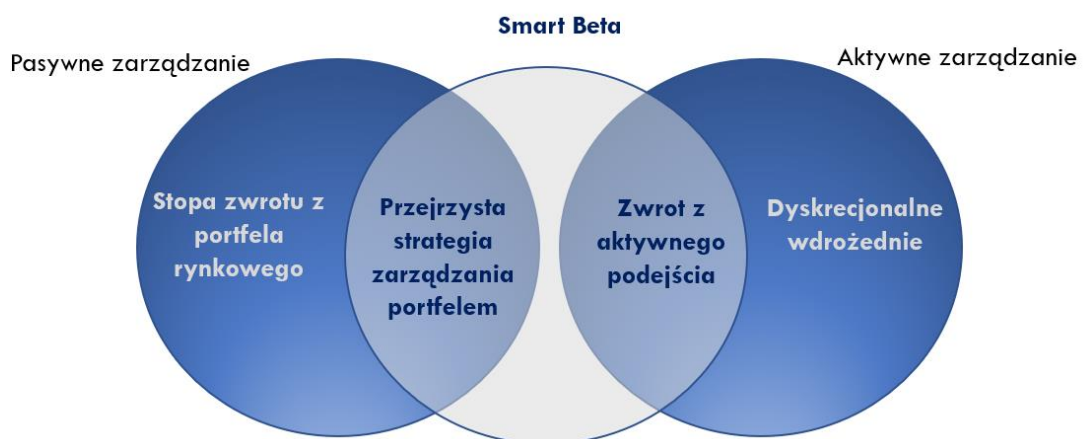 Smart Beta
Pasywne zarządzanie
Aktywne zarządzanie
Stopa zwrotu z
portfela
rynkowego
Przejrzysta
strategia
zarządzania
portfelem
Zwrot z
aktywnego
podejścia
Dyskrecjonalne
wdrożednie